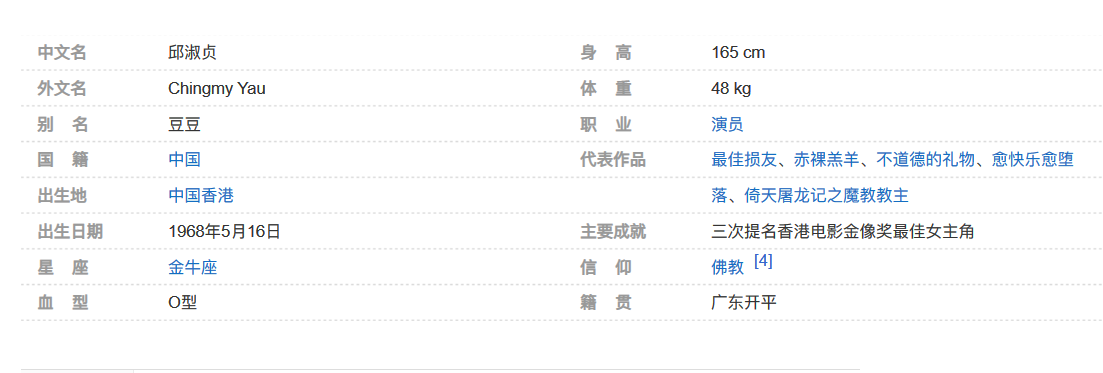 中文名 邱淑贞 身 高 165 cm
外文名 Chingmy Yau 体 重 48 kg
别 名 豆豆 职 业 演员
国 籍 中国 代表作品 最佳损友、赤裸羔羊、不道德的礼物、愈快乐愈堕
出生地 中国香港 落、倚天屠龙记之魔教教主
出生日期 1968年5月16日 主要成就 三次提名香港电影金像奖最佳女主角
星 座 金牛座 信 仰 佛教 [4]
血 型 O型 籍 贯 广东开平